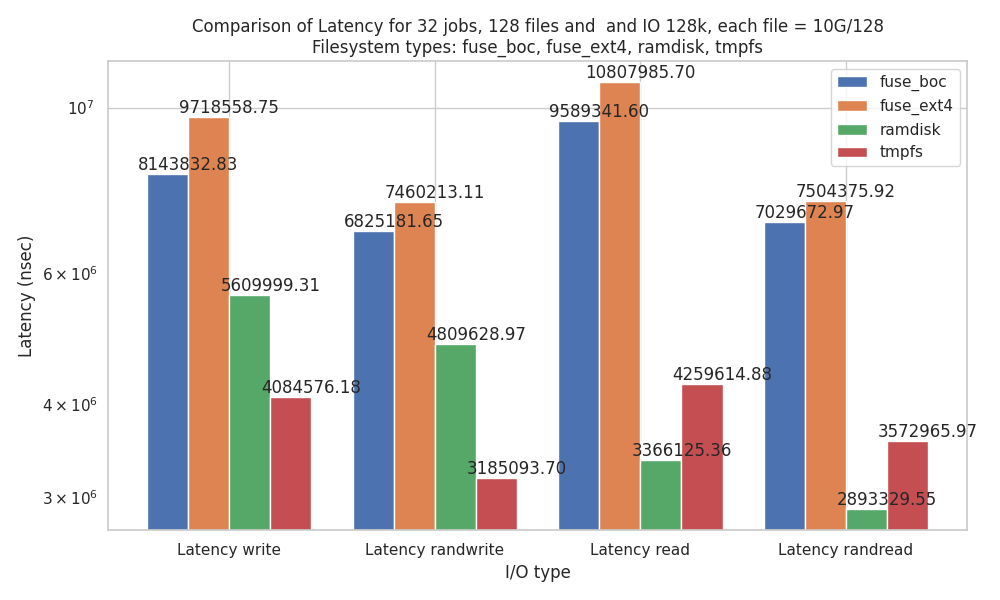 Comparison of Latency for 32 jobs, 128 files and  and IO 128k, each file = 10G/128
Filesystem types: fuse_boc, fuse_ext4, ramdisk, tmpfs
fuse_boc
fuse_ext4
ramdisk
tmpfs
Latency (nsec)
10⁷
6 × 10⁶
4 × 10⁶
3 × 10⁶
8143832.83
9718558.75
5609999.31
4084576.18
6825181.65
7460213.11
4809628.97
3185093.70
9589341.60
10807985.70
3366125.36
4259614.88
7029672.97
7504375.92
2893329.55
3572965.97
Latency write
Latency randwrite
Latency read
Latency randread
I/O type